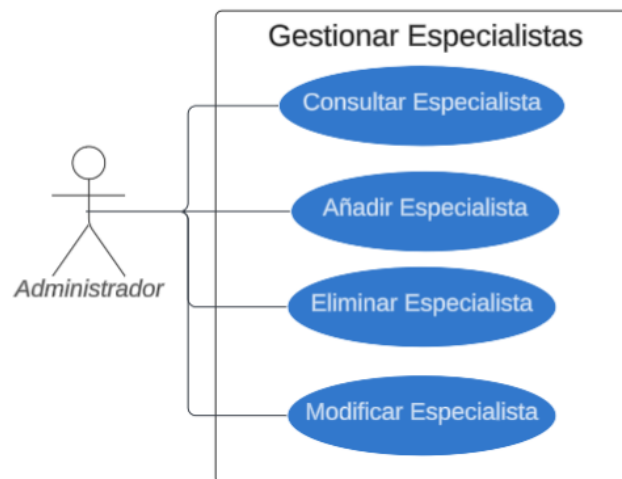 Gestionar Especialistas
Consultar Especialista
Añadir Especialista
Administrador
Eliminar Especialista
Modificar Especialista